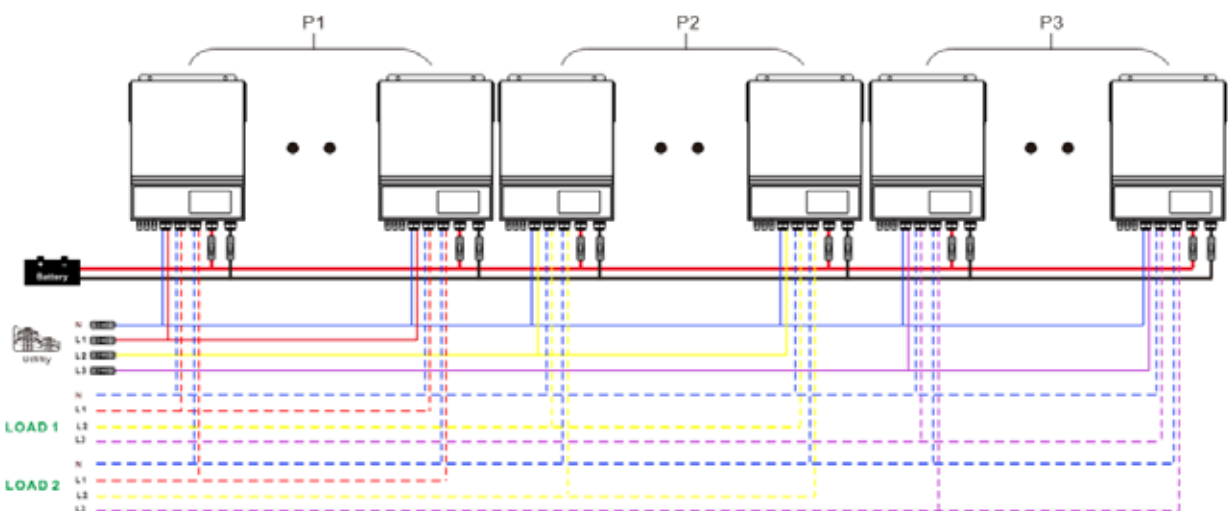 P1 P2 P3
Battery
Utility
N
L1
L2
L3
LOAD 1
N
L1
L2
L3
LOAD 2
N
L1
L2
L3